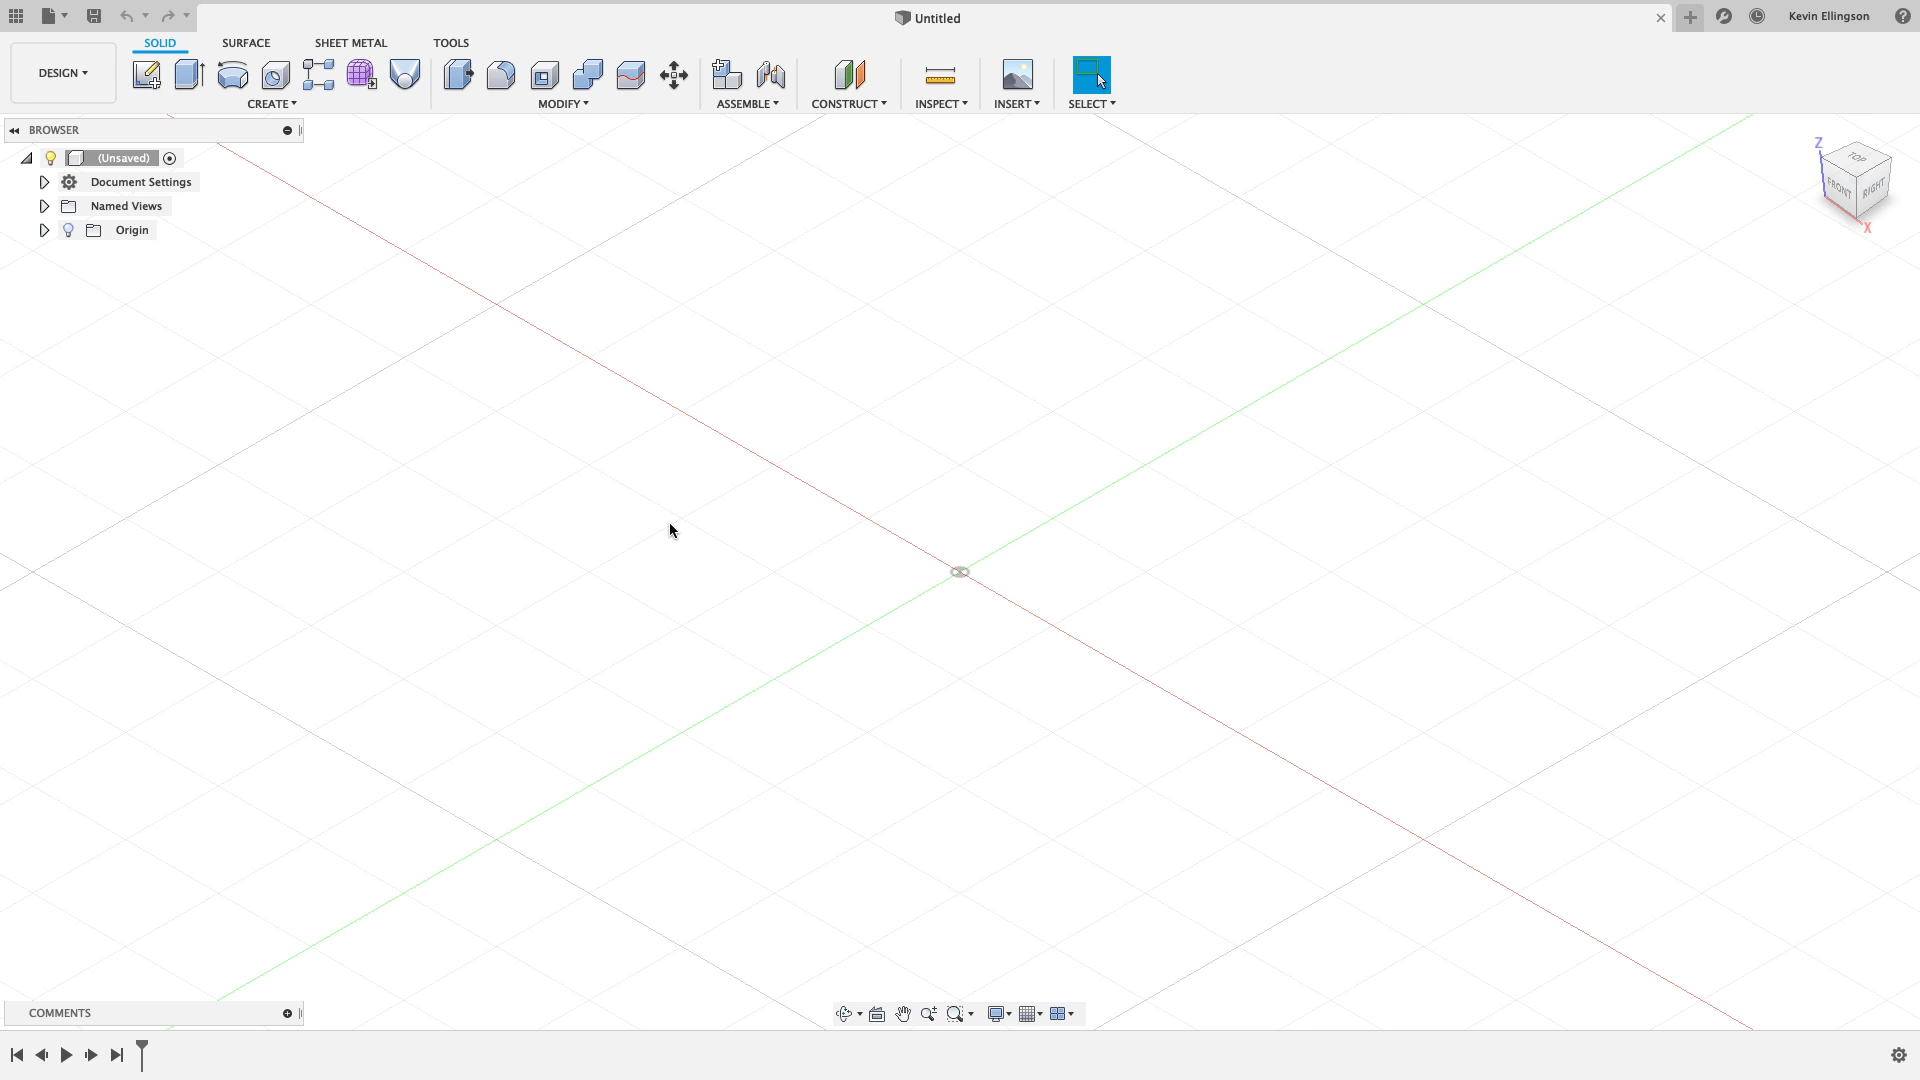 Untitled
Kevin Ellingson
SOLID SURFACE SHEET METAL TOOLS
DESIGN
CREATE MODIFY ASSEMBLE CONSTRUCT INSPECT INSERT SELECT
BROWSER
(Unsaved)
Document Settings
Named Views
Origin
Z
TOP
FRONT RIGHT
X
COMMENTS